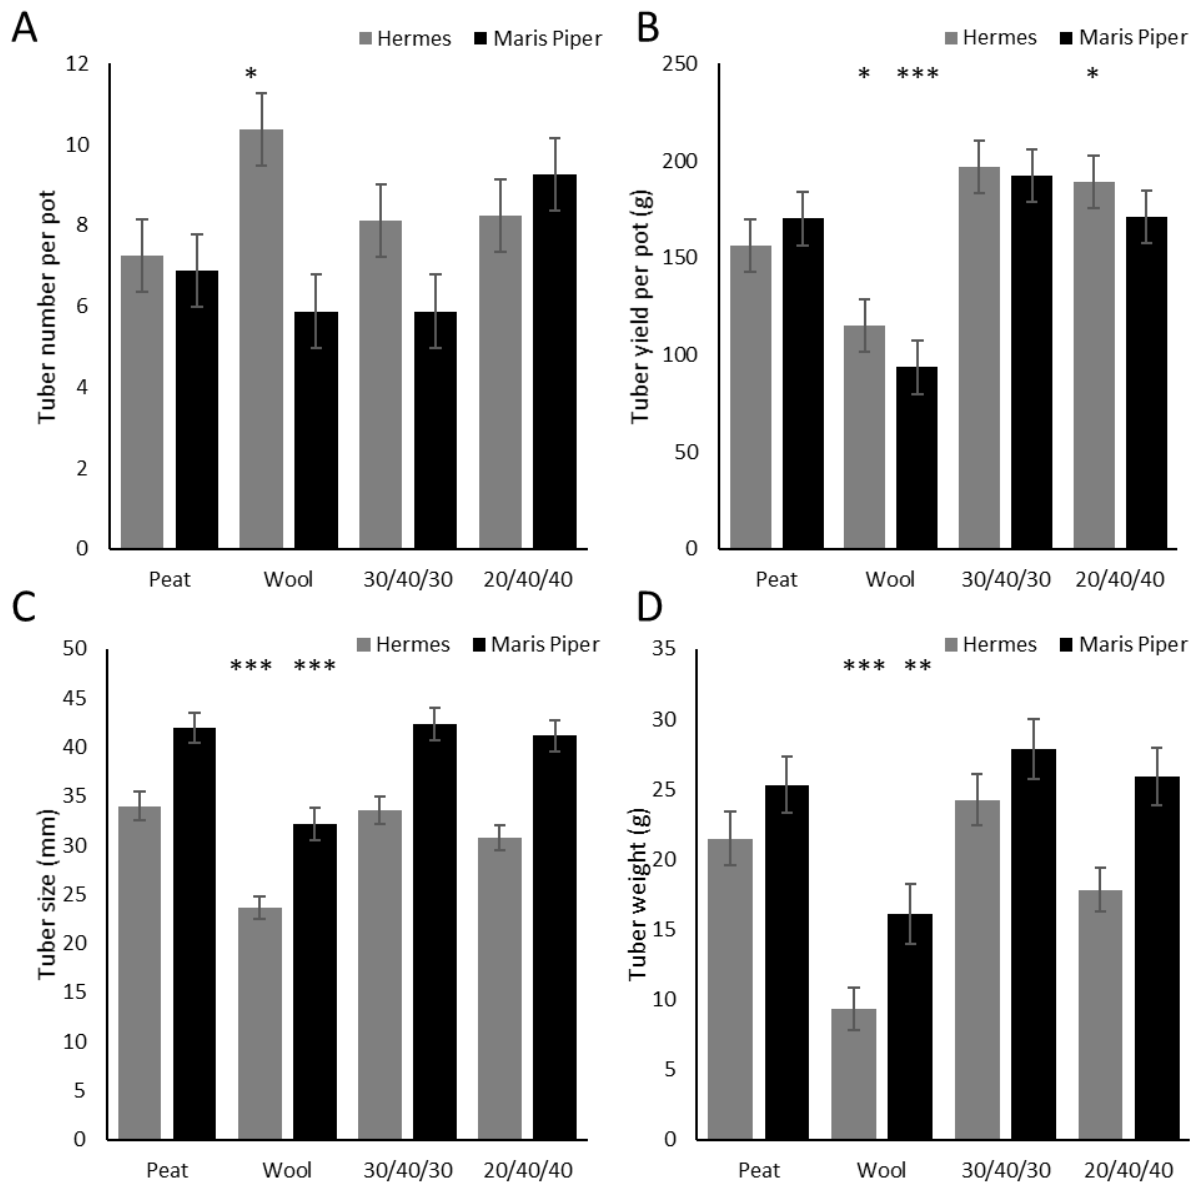 A
Hermes Maris Piper
Tuber number per pot
12
*
10
8
6
4
2
0
Peat Wool 30/40/30 20/40/40
B
Hermes Maris Piper
Tuber yield per pot (g)
250
* *** *
200
150
100
50
0
Peat Wool 30/40/30 20/40/40
C
Hermes Maris Piper
Tuber size (mm)
50
*** ***
45
40
35
30
25
20
15
10
5
0
Peat Wool 30/40/30 20/40/40
D
Hermes Maris Piper
Tuber weight (g)
35
*** **
30
25
20
15
10
5
0
Peat Wool 30/40/30 20/40/40